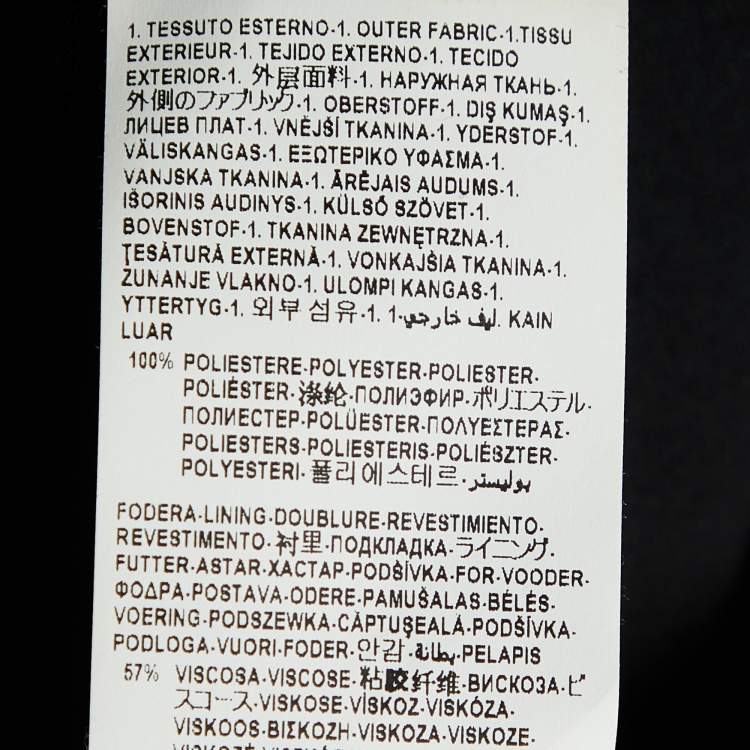 1. TESSUTO ESTERNO-1. OUTER FABRIC-1.TISSU
EXTERIEUR-1. TEJIDO EXTERNO-1. TECIDO
EXTERIOR-1. 外层面料-1. НАРУЖНАЯ ТКАНЬ-1.
外側のファブリック-1. OBERSTOFF-1. DIŞ KUMAŞ-1.
ЛИЦЕВ ПЛАТ-1. VNĚJŠÍ TKANINA-1. YDERSTOF-1.
VÄLISKANGAS-1. ΕΞΩΤΕΡΙΚΟ ΥΦΑΣΜΑ-1.
VANJSKA TKANINA-1. ĀRĒJAIS AUDUMS-1.
IŠORINIS AUDINYS-1. KÜLSŐ SZÖVET-1.
BOVENSTOF-1. TKANINA ZEWNĘTRZNA-1.
ŢESĂTURĂ EXTERNĂ-1. VONKAJŠIA TKANINA-1.
ZUNANJE VLAKNO-1. ULOMPI KANGAS-1.
YTTERTYG-1. 외부 섬유-1. 1-ليف خارجي. KAIN
LUAR
100% POLIESTERE-POLYESTER-POLIESTER-
POLIÉSTER-涤纶-ПОЛИЭФИР-ポリエステル-
ПОЛИЕСТЕР-POLÜESTER-ΠΟΛΥΕΣΤΕΡΑΣ-
POLIESTERS-POLIESTERIS-POLIÉSZTER-
POLYESTERI-폴리에스테르-بوليستر
FODERA-LINING-DOUBLURE-REVESTIMIENTO-
REVESTIMENTO-衬里-ПОДКЛАДКА-ライニング-
FUTTER-ASTAR-ХАСТАР-PODŠÍVKA-FOR-VOODER-
ΦΟΔΡΑ-POSTAVA-ODERE-PAMUŠALAS-BÉLÉS-
VOERING-PODSZEWKA-CĂPTUŞEALĂ-PODŠÍVKA-
PODLOGA-VUORI-FODER-안감-بطانة-PELAPIS
57% VISCOSA-VISCOSE-粘胶纤维-ВИСКОЗА-ビ
スコース-VISKOSE-VİSKOZ-VISKÓZA-
VISKOOS-ΒΙΣΚΟΖΗ-VISKOZA-VISKOZE-